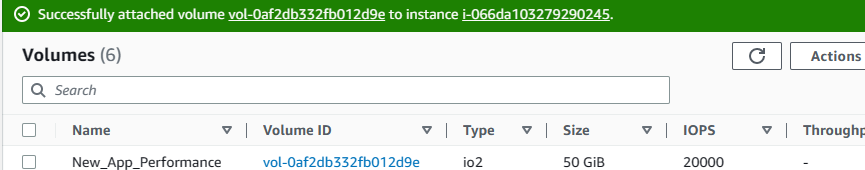 Successfully attached volume vol-0af2db332fb012d9e to instance i-066da103279290245.
Volumes (6)
Actions
Search
Name Volume ID Type Size IOPS Throughp
New_App_Performance vol-0af2db332fb012d9e io2 50 GiB 20000 -